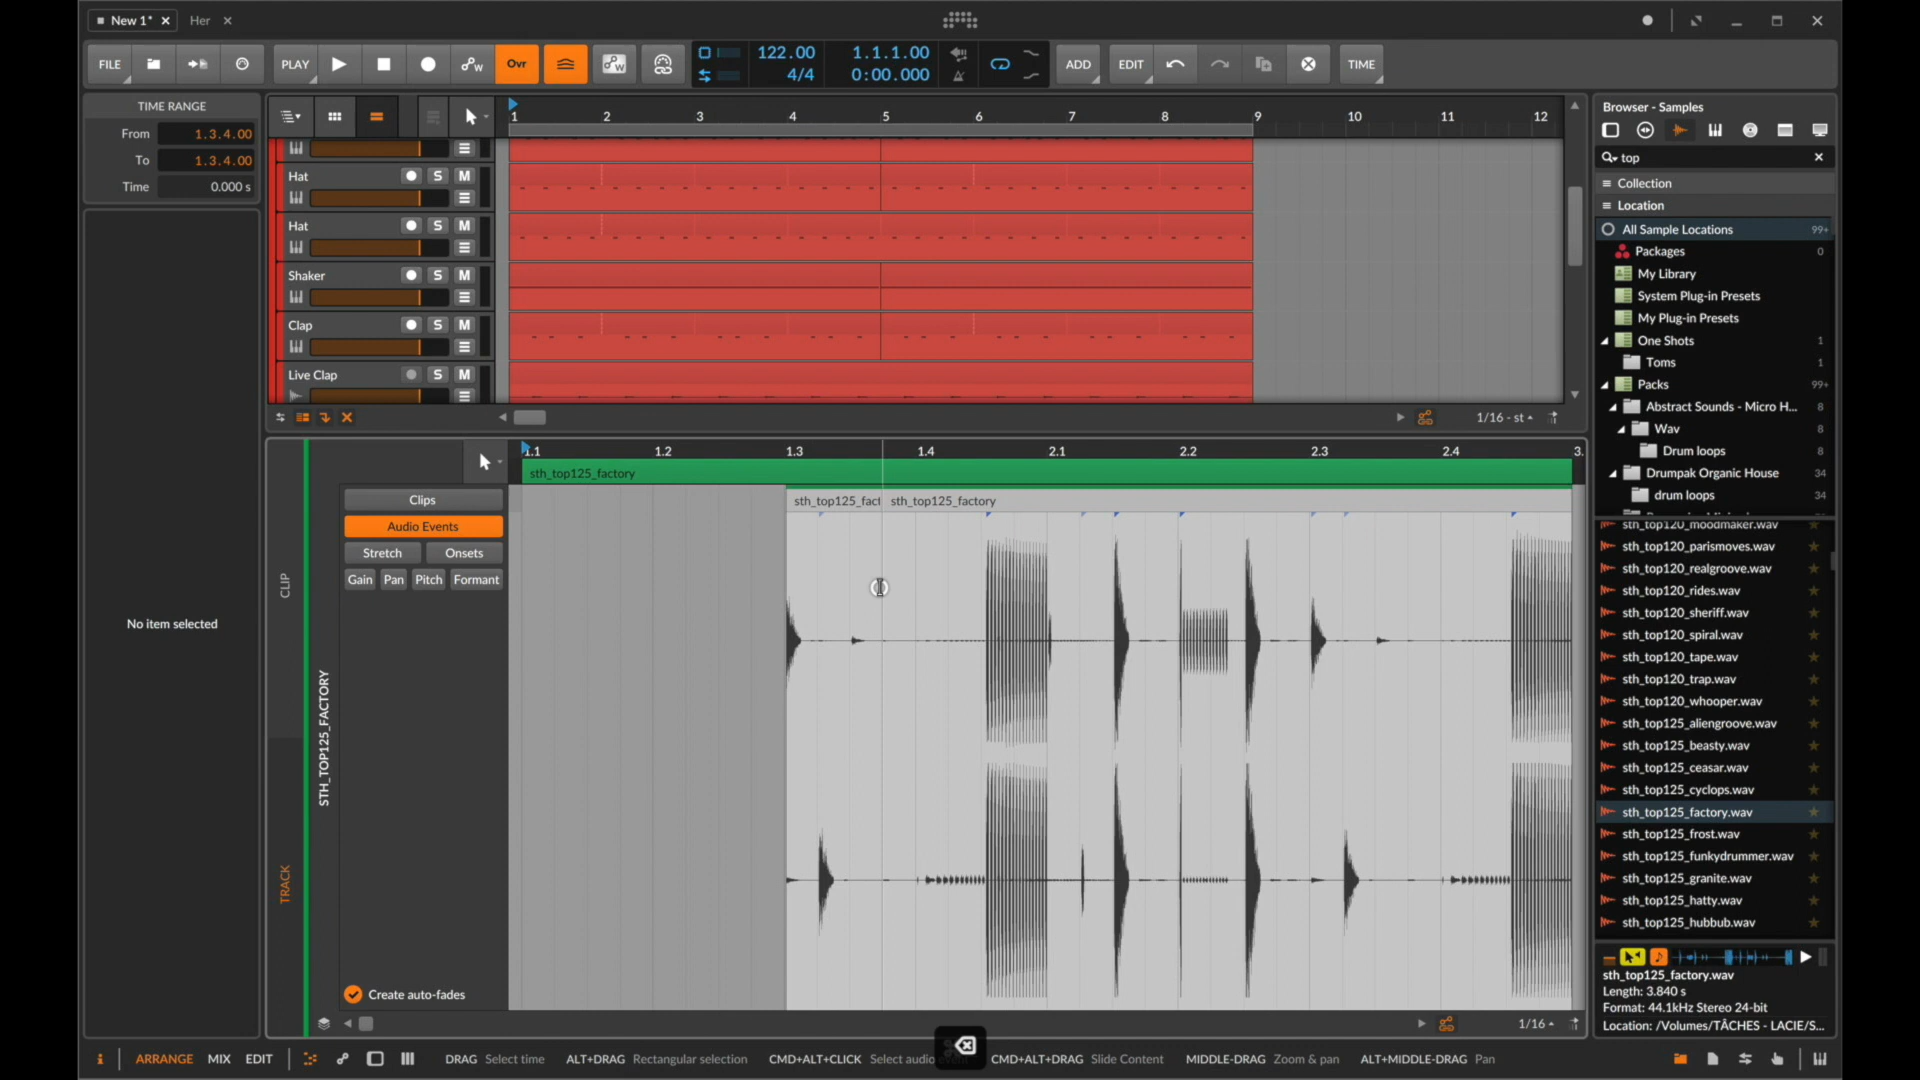 New 1*
Her
FILE
PLAY
Ovr
122.00
4/4
1.1.1.00
0:00.000
ADD
EDIT
TIME
TIME RANGE
From 1.3.4.00
To 1.3.4.00
Time 0.000 s
No item selected
1 2 3 4 5 6 7 8 9 10 11 12
Hat S M
Hat S M
Shaker S M
Clap S M
Live Clap S M
1/16 - st
1.1 1.2 1.3 1.4 2.1 2.2 2.3 2.4 3.
sth_top125_factory
sth_top125_fact sth_top125_factory
CLIP
TRACK
STH_TOP125_FACTORY
Clips
Audio Events
Stretch Onsets
Gain Pan Pitch Formant
Create auto-fades
1/16
Browser - Samples
top
Collection
Location
All Sample Locations 99+
Packages 0
My Library
System Plug-in Presets
My Plug-in Presets
One Shots 1
Toms 1
Packs 99+
Abstract Sounds - Micro H... 8
Wav 8
Drum loops 8
Drumpak Organic House 34
drum loops 34
sth_top120_moodmaker.wav
sth_top120_parismoves.wav
sth_top120_realgroove.wav
sth_top120_rides.wav
sth_top120_sheriff.wav
sth_top120_spiral.wav
sth_top120_tape.wav
sth_top120_trap.wav
sth_top120_whooper.wav
sth_top125_aliengroove.wav
sth_top125_beasty.wav
sth_top125_ceasar.wav
sth_top125_cyclops.wav
sth_top125_factory.wav
sth_top125_frost.wav
sth_top125_funkydrummer.wav
sth_top125_granite.wav
sth_top125_hatty.wav
sth_top125_hubbub.wav
sth_top125_factory.wav
Length: 3.840 s
Format: 44.1kHz Stereo 24-bit
Location: /Volumes/TÂCHES - LACIE/S...
i ARRANGE MIX EDIT
DRAG Select time ALT+DRAG Rectangular selection CMD+ALT+CLICK Select audio CMD+ALT+DRAG Slide Content MIDDLE-DRAG Zoom & pan ALT+MIDDLE-DRAG Pan